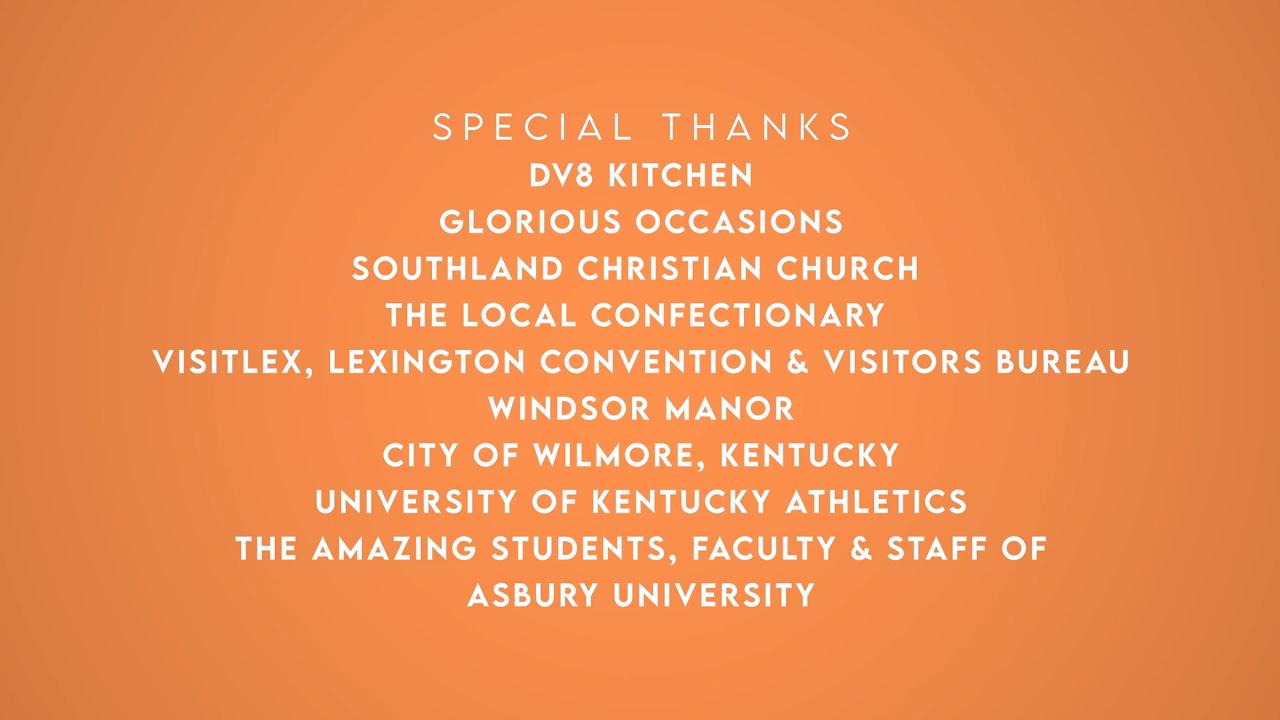 SPECIAL THANKS
DV8 KITCHEN
GLORIOUS OCCASIONS
SOUTHLAND CHRISTIAN CHURCH
THE LOCAL CONFECTIONARY
VISITLEX, LEXINGTON CONVENTION & VISITORS BUREAU
WINDSOR MANOR
CITY OF WILMORE, KENTUCKY
UNIVERSITY OF KENTUCKY ATHLETICS
THE AMAZING STUDENTS, FACULTY & STAFF OF
ASBURY UNIVERSITY